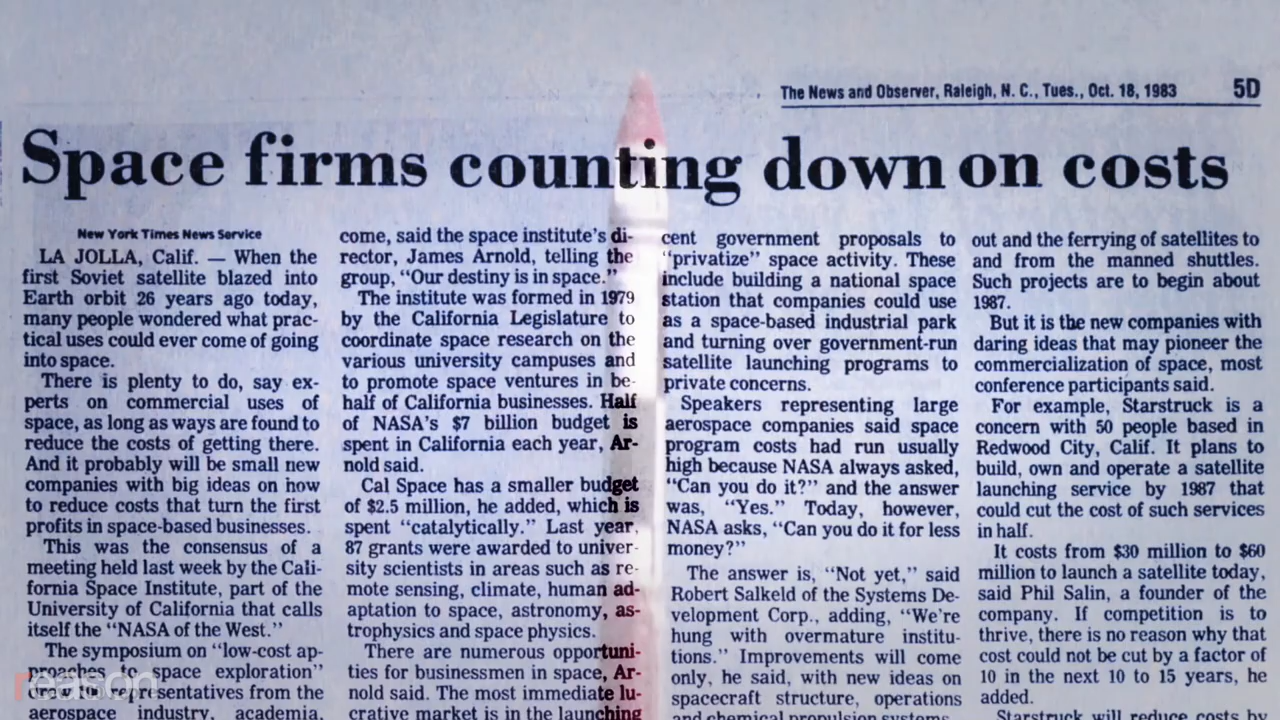 The News and Observer, Raleigh, N. C., Tues., Oct. 18, 1983 5D
Space firms counting down on costs
New York Times News Service
LA JOLLA, Calif. — When the
first Soviet satellite blazed into
Earth orbit 26 years ago today,
many people wondered what prac-
tical uses could ever come of going
into space.
There is plenty to do, say ex-
perts on commercial uses of
space, as long as ways are found to
reduce the costs of getting there.
And it probably will be small new
companies with big ideas on how
to reduce costs that turn the first
profits in space-based businesses.
This was the consensus of a
meeting held last week by the Cali-
fornia Space Institute, part of the
University of California that calls
itself the "NASA of the West."
The symposium on "low-cost ap-
proaches to space exploration"
drew 150 representatives from the
aerospace industry, academia,
come, said the space institute's di-
rector, James Arnold, telling the
group, "Our destiny is in space."
The institute was formed in 1979
by the California Legislature to
coordinate space research on the
various university campuses and
to promote space ventures in be-
half of California businesses. Half
of NASA's $7 billion budget is
spent in California each year, Ar-
nold said.
Cal Space has a smaller budget
of $2.5 million, he added, which is
spent "catalytically." Last year,
87 grants were awarded to univer-
sity scientists in areas such as re-
mote sensing, climate, human ad-
aptation to space, astronomy, as-
trophysics and space physics.
There are numerous opportuni-
ties for businessmen in space, Ar-
nold said. The most immediate lu-
crative market is in the launching
cent government proposals to
"privatize" space activity. These
include building a national space
station that companies could use
as a space-based industrial park
and turning over government-run
satellite launching programs to
private concerns.
Speakers representing large
aerospace companies said space
program costs had run usually
high because NASA always asked,
"Can you do it?" and the answer
was, "Yes." Today, however,
NASA asks, "Can you do it for less
money?"
The answer is, "Not yet," said
Robert Salkeld of the Systems De-
velopment Corp., adding, "We're
hung with overmature institu-
tions." Improvements will come
only, he said, with new ideas on
spacecraft structure, operations
and chemical propulsion systems.
out and the ferrying of satellites to
and from the manned shuttles.
Such projects are to begin about
1987.
But it is the new companies with
daring ideas that may pioneer the
commercialization of space, most
conference participants said.
For example, Starstruck is a
concern with 50 people based in
Redwood City, Calif. It plans to
build, own and operate a satellite
launching service by 1987 that
could cut the cost of such services
in half.
It costs from $30 million to $60
million to launch a satellite today,
said Phil Salin, a founder of the
company. If competition is to
thrive, there is no reason why that
cost could not be cut by a factor of
10 in the next 10 to 15 years, he
added.
Starstruck will reduce costs by
reason